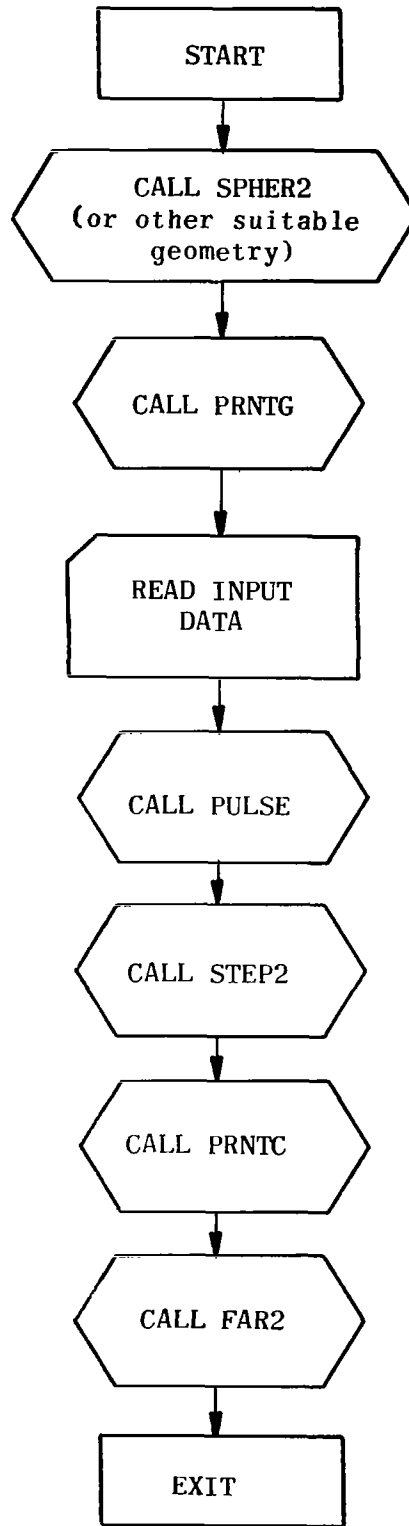 START
CALL SPHER2
(or other suitable
geometry)
CALL PRNTG
READ INPUT
DATA
CALL PULSE
CALL STEP2
CALL PRNTC
CALL FAR2
EXIT